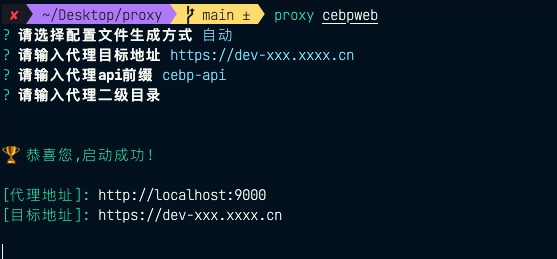 ✘ ~/Desktop/proxy main ± proxy cebpweb
? 请选择配置文件生成方式 自动
? 请输入代理目标地址 https://dev-xxx.xxxx.cn
? 请输入代理api前缀 cebp-api
? 请输入代理二级目录
🏆 恭喜您,启动成功!
[代理地址]: http://localhost:9000
[目标地址]: https://dev-xxx.xxxx.cn